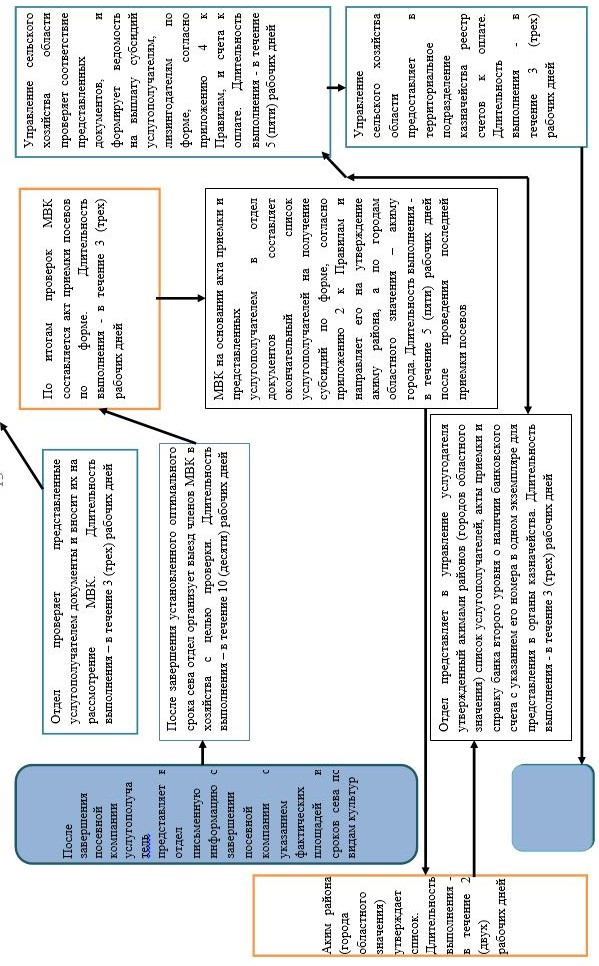 После
завершения
посевной
компании
услугополуча
тель
представляет в
отдел
письменную
информацию с
завершении
посевной
компании с
указанием
фактических
площадей в
сроков сева пс
видам культур
Отдел проверяет представленные
услугополучателем документы и вносит их на
рассмотрение МВК. Длительность
выполнения – в течение 3 (трех) рабочих дней
После завершения установленного оптимального
срока сева отдел организует выезд членов МВК в
хозяйства с целью проверки. Длительность
выполнения – в течение 10 (десяти) рабочих дней
По итогам проверок МВК
составляется акт приемки посевов
по форме. Длительность
выполнения - в течение 3 (трех)
рабочих дней
МВК на основании акта приемки и
представленных
услугополучателем в отдел
документов составляет
окончательный список
услугополучателей на получение
субсидий по форме, согласно
приложению 2 к Правилам и
направляет его на утверждение
акиму района, а по городам
областного значения – акиму
города. Длительность выполнения -
в течение 5 (пяти) рабочих дней
после проведения последней
приемки посевов
Аким района
(города
областного
значения)
утверждает
список.
Длительность
выполнения -
в течение 2
(двух)
рабочих дней
Отдел представляет в управление услугодателя
утвержденный акимами районов (городов областного
значения) список услугополучателей, акты приемки и
справку банка второго уровня о наличии банковского
счета с указанием его номера в одном экземпляре для
представления в органы казначейства. Длительность
выполнения - в течение 3 (трех) рабочих дней
Управление сельского
хозяйства области
проверяет соответствие
представленных и
документов,
формирует ведомость
на выплату субсидий
услугополучателям,
лизингодателям по
форме, согласно
приложению 4 к
Правилам, и счета к
оплате. Длительность
выполнения - в течение
5 (пяти) рабочих дней
Управление
сельского хозяйства
области
предоставляет в
территориальное
подразделение
казначейства реестр
счетов к оплате.
Длительность
выполнения - в
течение 3 (трех)
рабочих дней